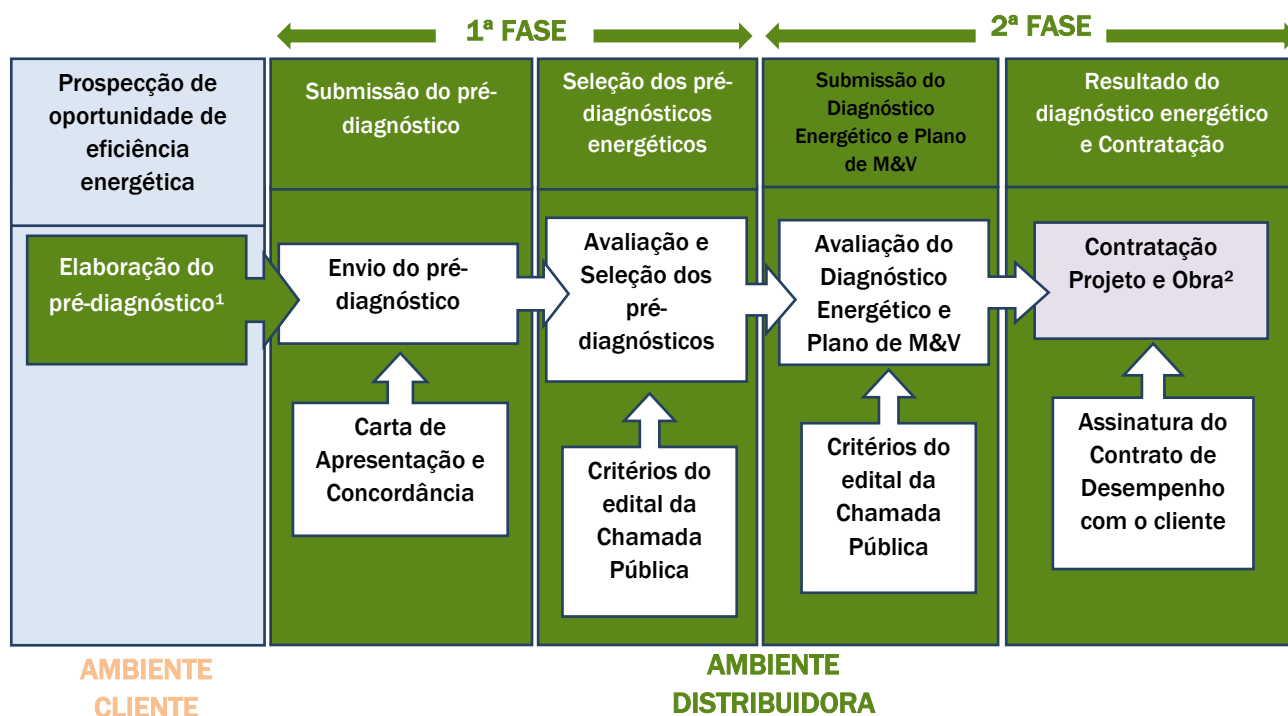 1ª FASE
2ª FASE
Prospecção de
oportunidade de
eficiência
energética
Submissão do pré-
diagnóstico
Seleção dos pré-
diagnósticos
energéticos
Submissão do
Diagnóstico
Energético e Plano
de M&V
Resultado do
diagnóstico energético
e Contratação
Elaboração do
pré-diagnóstico¹
Envio do pré-
diagnóstico
Avaliação e
Seleção dos
pré-
diagnósticos
Avaliação do
Diagnóstico
Energético e
Plano de M&V
Contratação
Projeto e Obra²
Carta de
Apresentação e
Concordância
Critérios do
edital da
Chamada
Pública
Critérios do
edital da
Chamada
Pública
Assinatura do
Contrato de
Desempenho
com o cliente
AMBIENTE
CLIENTE
AMBIENTE
DISTRIBUIDORA